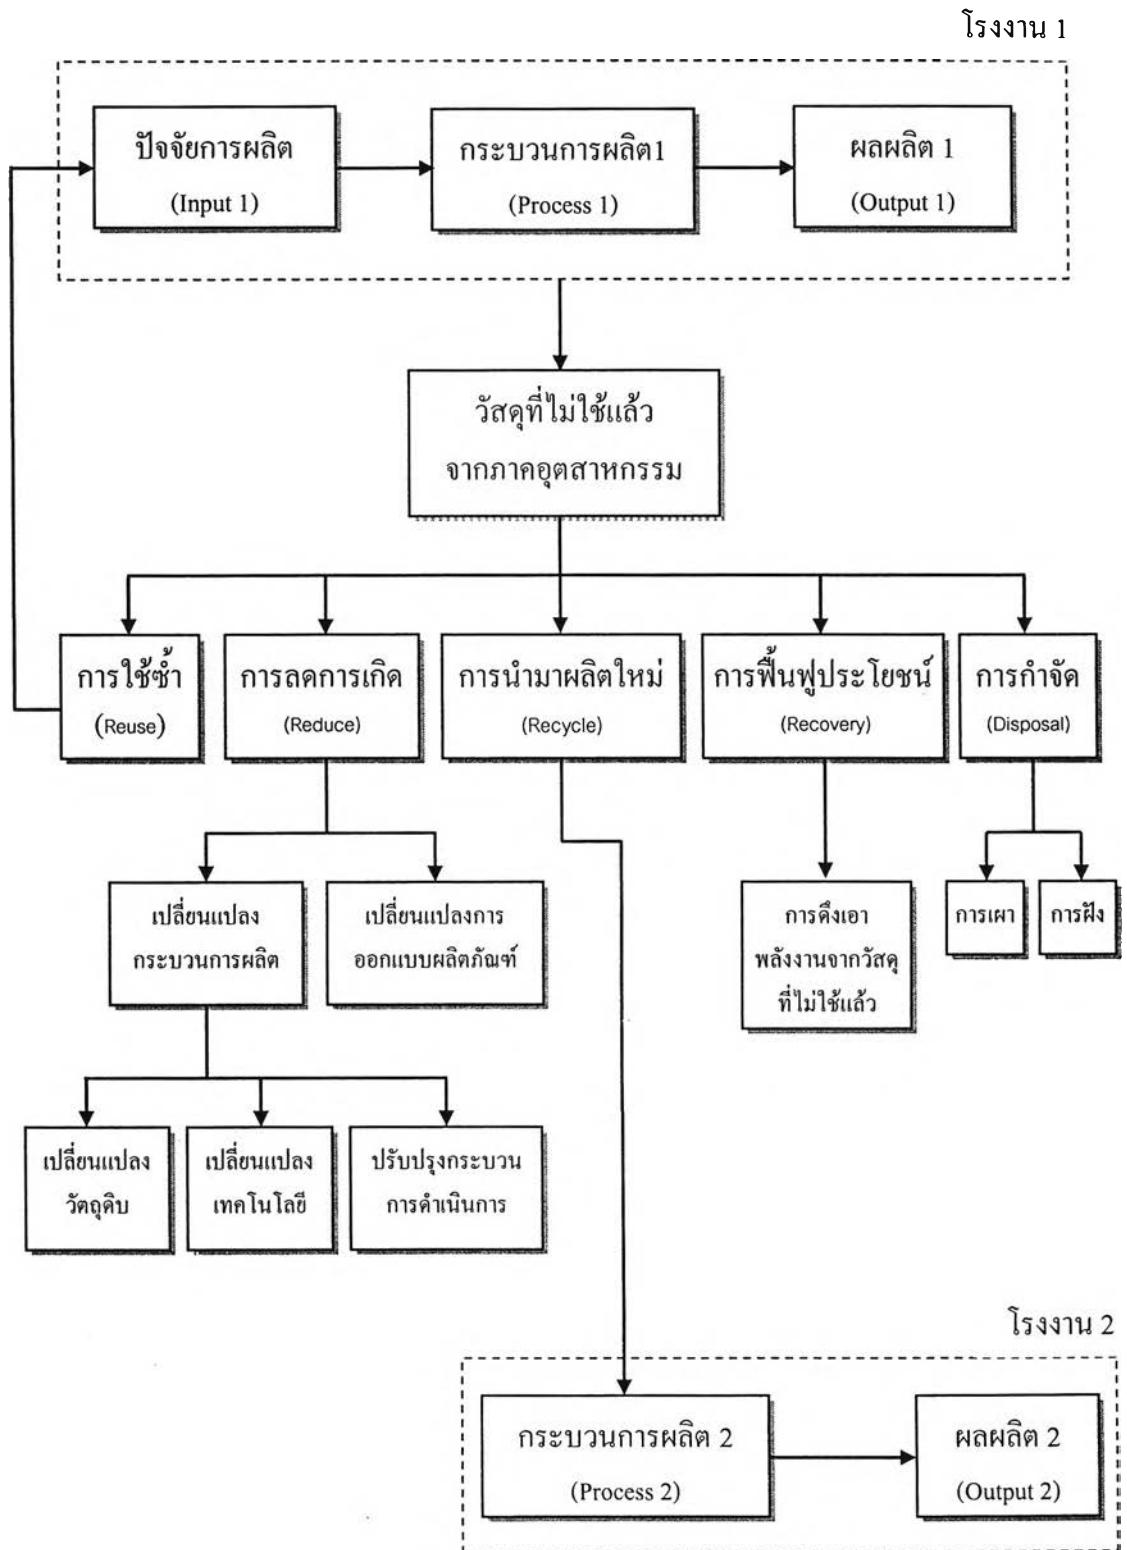 โรงงาน 1
ปัจจัยการผลิต
(Input 1)
กระบวนการผลิต1
(Process 1)
ผลผลิต 1
(Output 1)
วัสดุที่ไม่ใช้แล้ว
จากภาคอุตสาหกรรม
การใช้ซ้ำ
(Reuse)
การลดการเกิด
(Reduce)
การนำมาผลิตใหม่
(Recycle)
การฟื้นฟูประโยชน์
(Recovery)
การกำจัด
(Disposal)
เปลี่ยนแปลง
กระบวนการผลิต
เปลี่ยนแปลงการ
ออกแบบผลิตภัณฑ์
การดึงเอา
พลังงานจากวัสดุ
ที่ไม่ใช้แล้ว
การเผา
การฝัง
เปลี่ยนแปลง
วัตถุดิบ
เปลี่ยนแปลง
เทคโนโลยี
ปรับปรุงกระบวน
การดำเนินการ
โรงงาน 2
กระบวนการผลิต 2
(Process 2)
ผลผลิต 2
(Output 2)